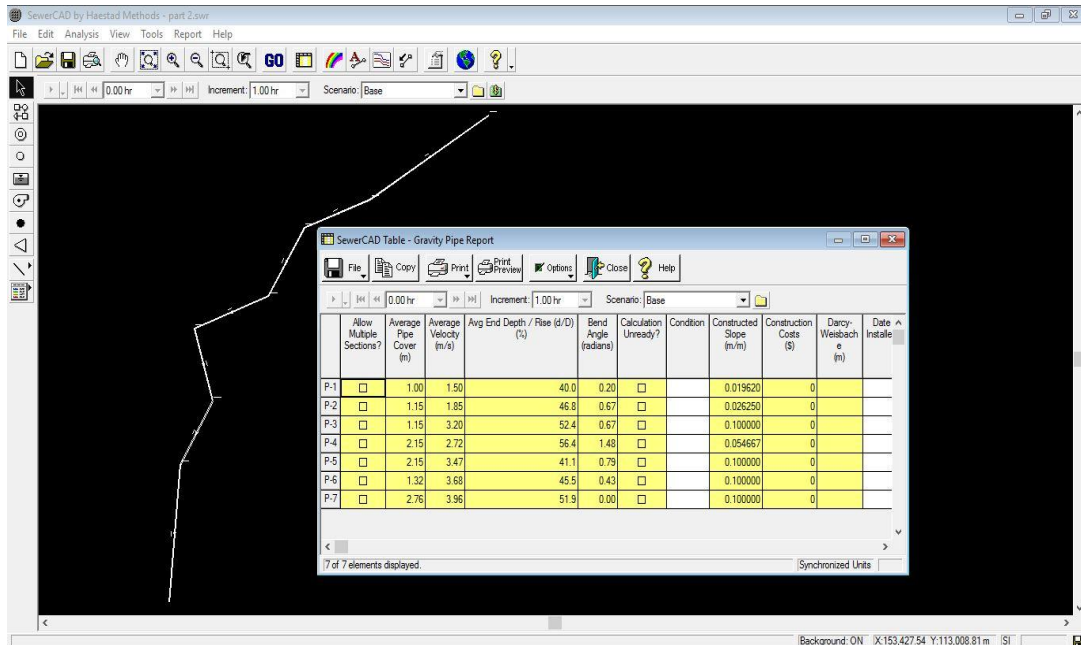 SewerCAD by Haestad Methods - part 2.swr
File Edit Analysis View Tools Report Help
GO
0.00 hr Increment: 1.00 hr Scenario: Base
SewerCAD Table - Gravity Pipe Report
File Copy Print Print Preview Options Close Help
0.00 hr Increment: 1.00 hr Scenario: Base
Allow Multiple Sections? Average Pipe Cover (m) Average Velocity (m/s) Avg End Depth / Rise (d/D) (%) Bend Angle (radians) Calculation Unready? Condition Constructed Slope (m/m) Construction Costs ($) Darcy-Weisbach e (m) Date Installe
P-1 1.00 1.50 40.0 0.20 0.019620 0
P-2 1.15 1.85 46.8 0.67 0.026250 0
P-3 1.15 3.20 52.4 0.67 0.100000 0
P-4 2.15 2.72 56.4 1.48 0.054667 0
P-5 2.15 3.47 41.1 0.79 0.100000 0
P-6 1.32 3.68 45.5 0.43 0.100000 0
P-7 2.76 3.96 51.9 0.00 0.100000 0
7 of 7 elements displayed. Synchronized Units
Background: ON X:153,427.54 Y:113,008.81 m SI